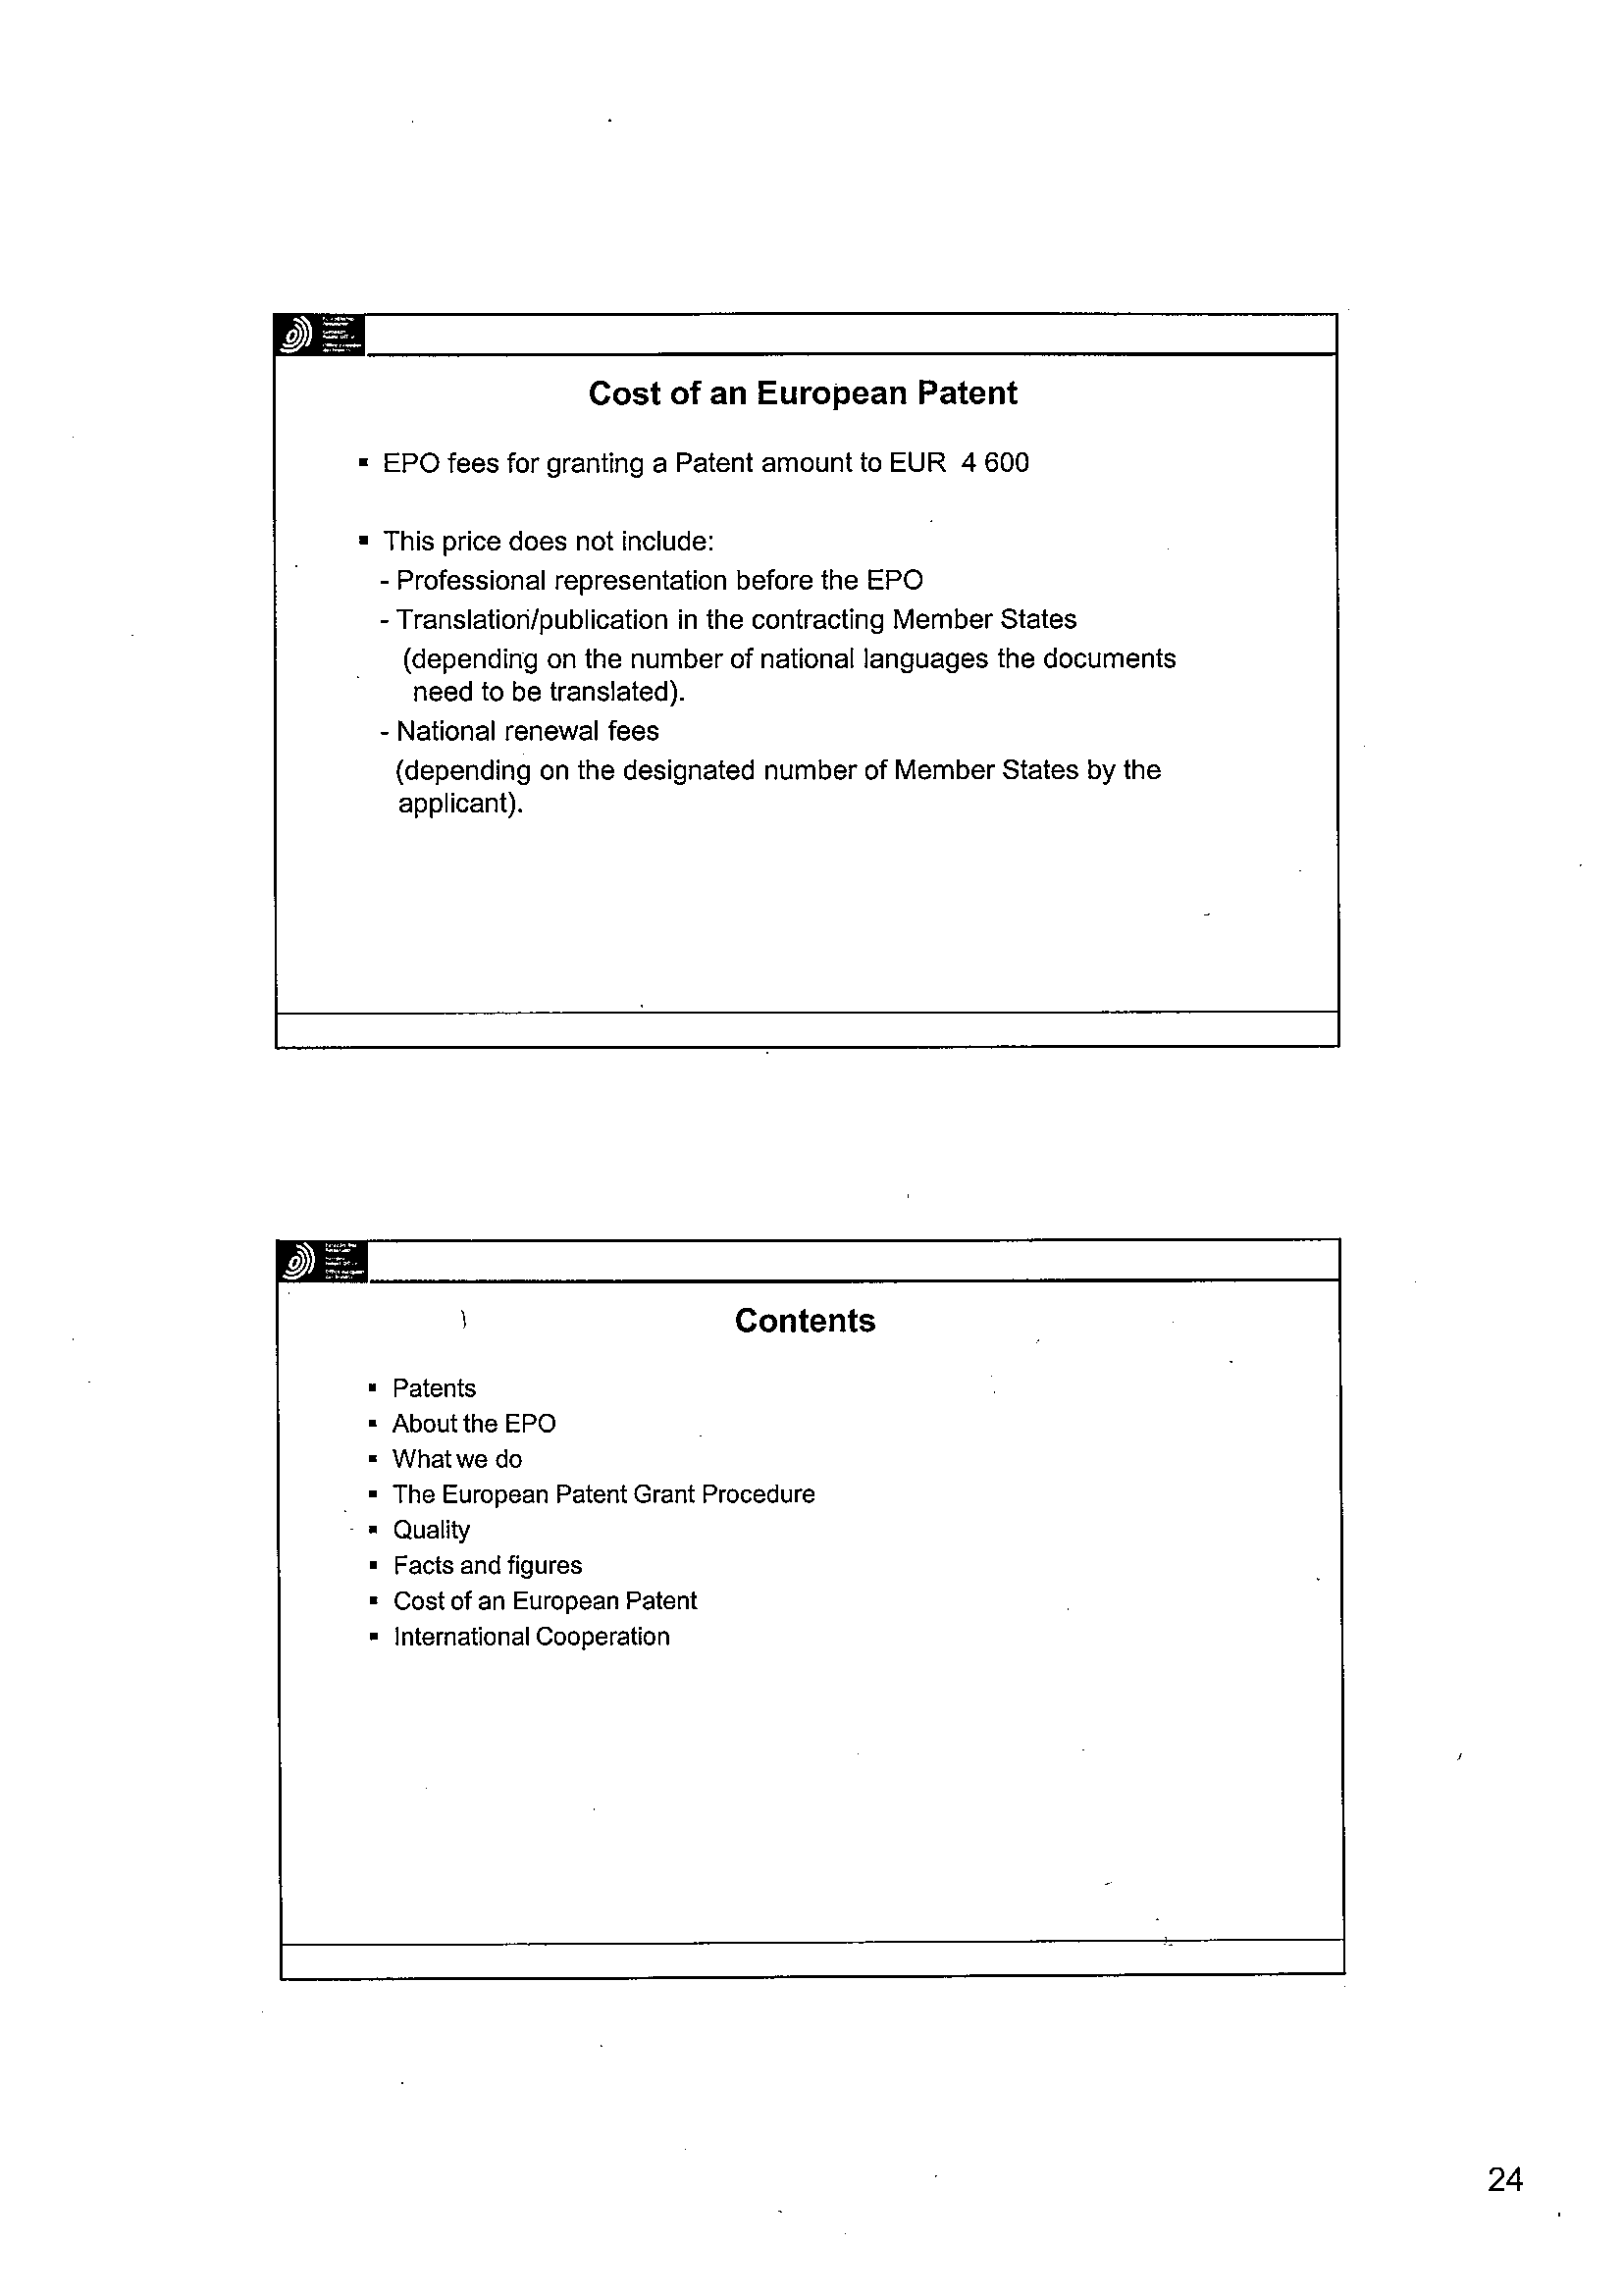 Cost of an European Patent
▪ EPO fees for granting a Patent amount to EUR 4 600
▪ This price does not include:
- Professional representation before the EPO
- Translation/publication in the contracting Member States
(depending on the number of national languages the documents
need to be translated).
- National renewal fees
(depending on the designated number of Member States by the
applicant).
Contents
▪ Patents
▪ About the EPO
▪ What we do
▪ The European Patent Grant Procedure
▪ Quality
▪ Facts and figures
▪ Cost of an European Patent
▪ International Cooperation
24